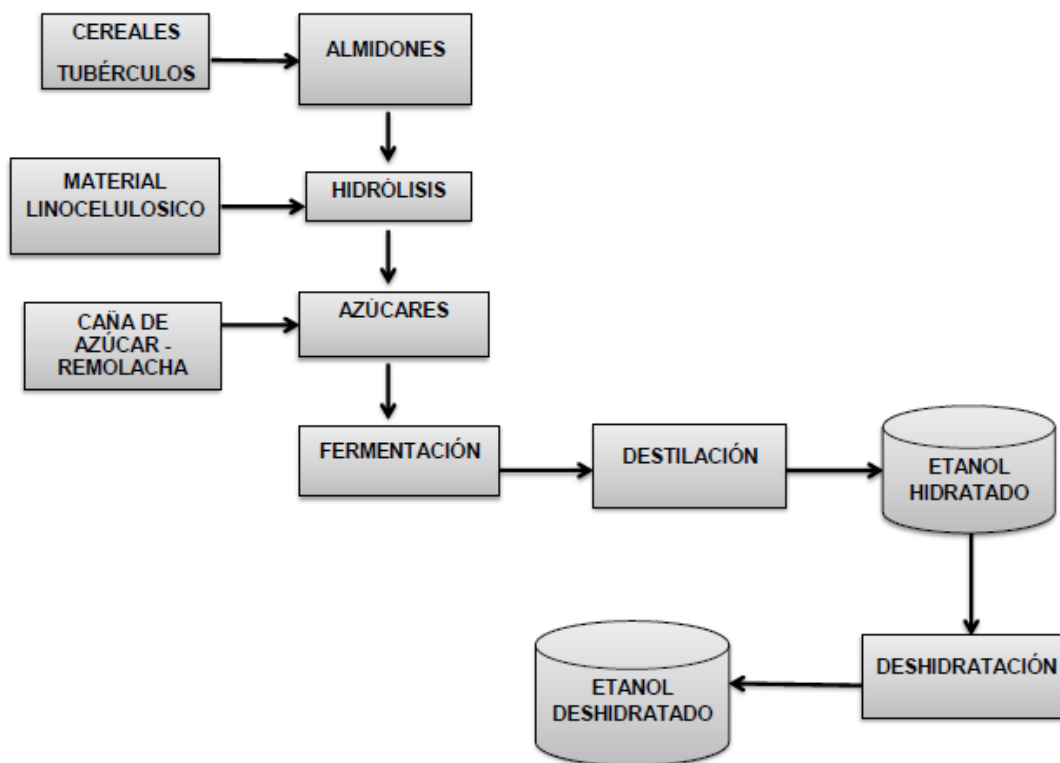 CEREALES
TUBÉRCULOS
ALMIDONES
MATERIAL
LINOCELULOSICO
HIDRÓLISIS
CAÑA DE
AZÚCAR -
REMOLACHA
AZÚCARES
FERMENTACIÓN
DESTILACIÓN
ETANOL
HIDRATADO
DESHIDRATACIÓN
ETANOL
DESHIDRATADO